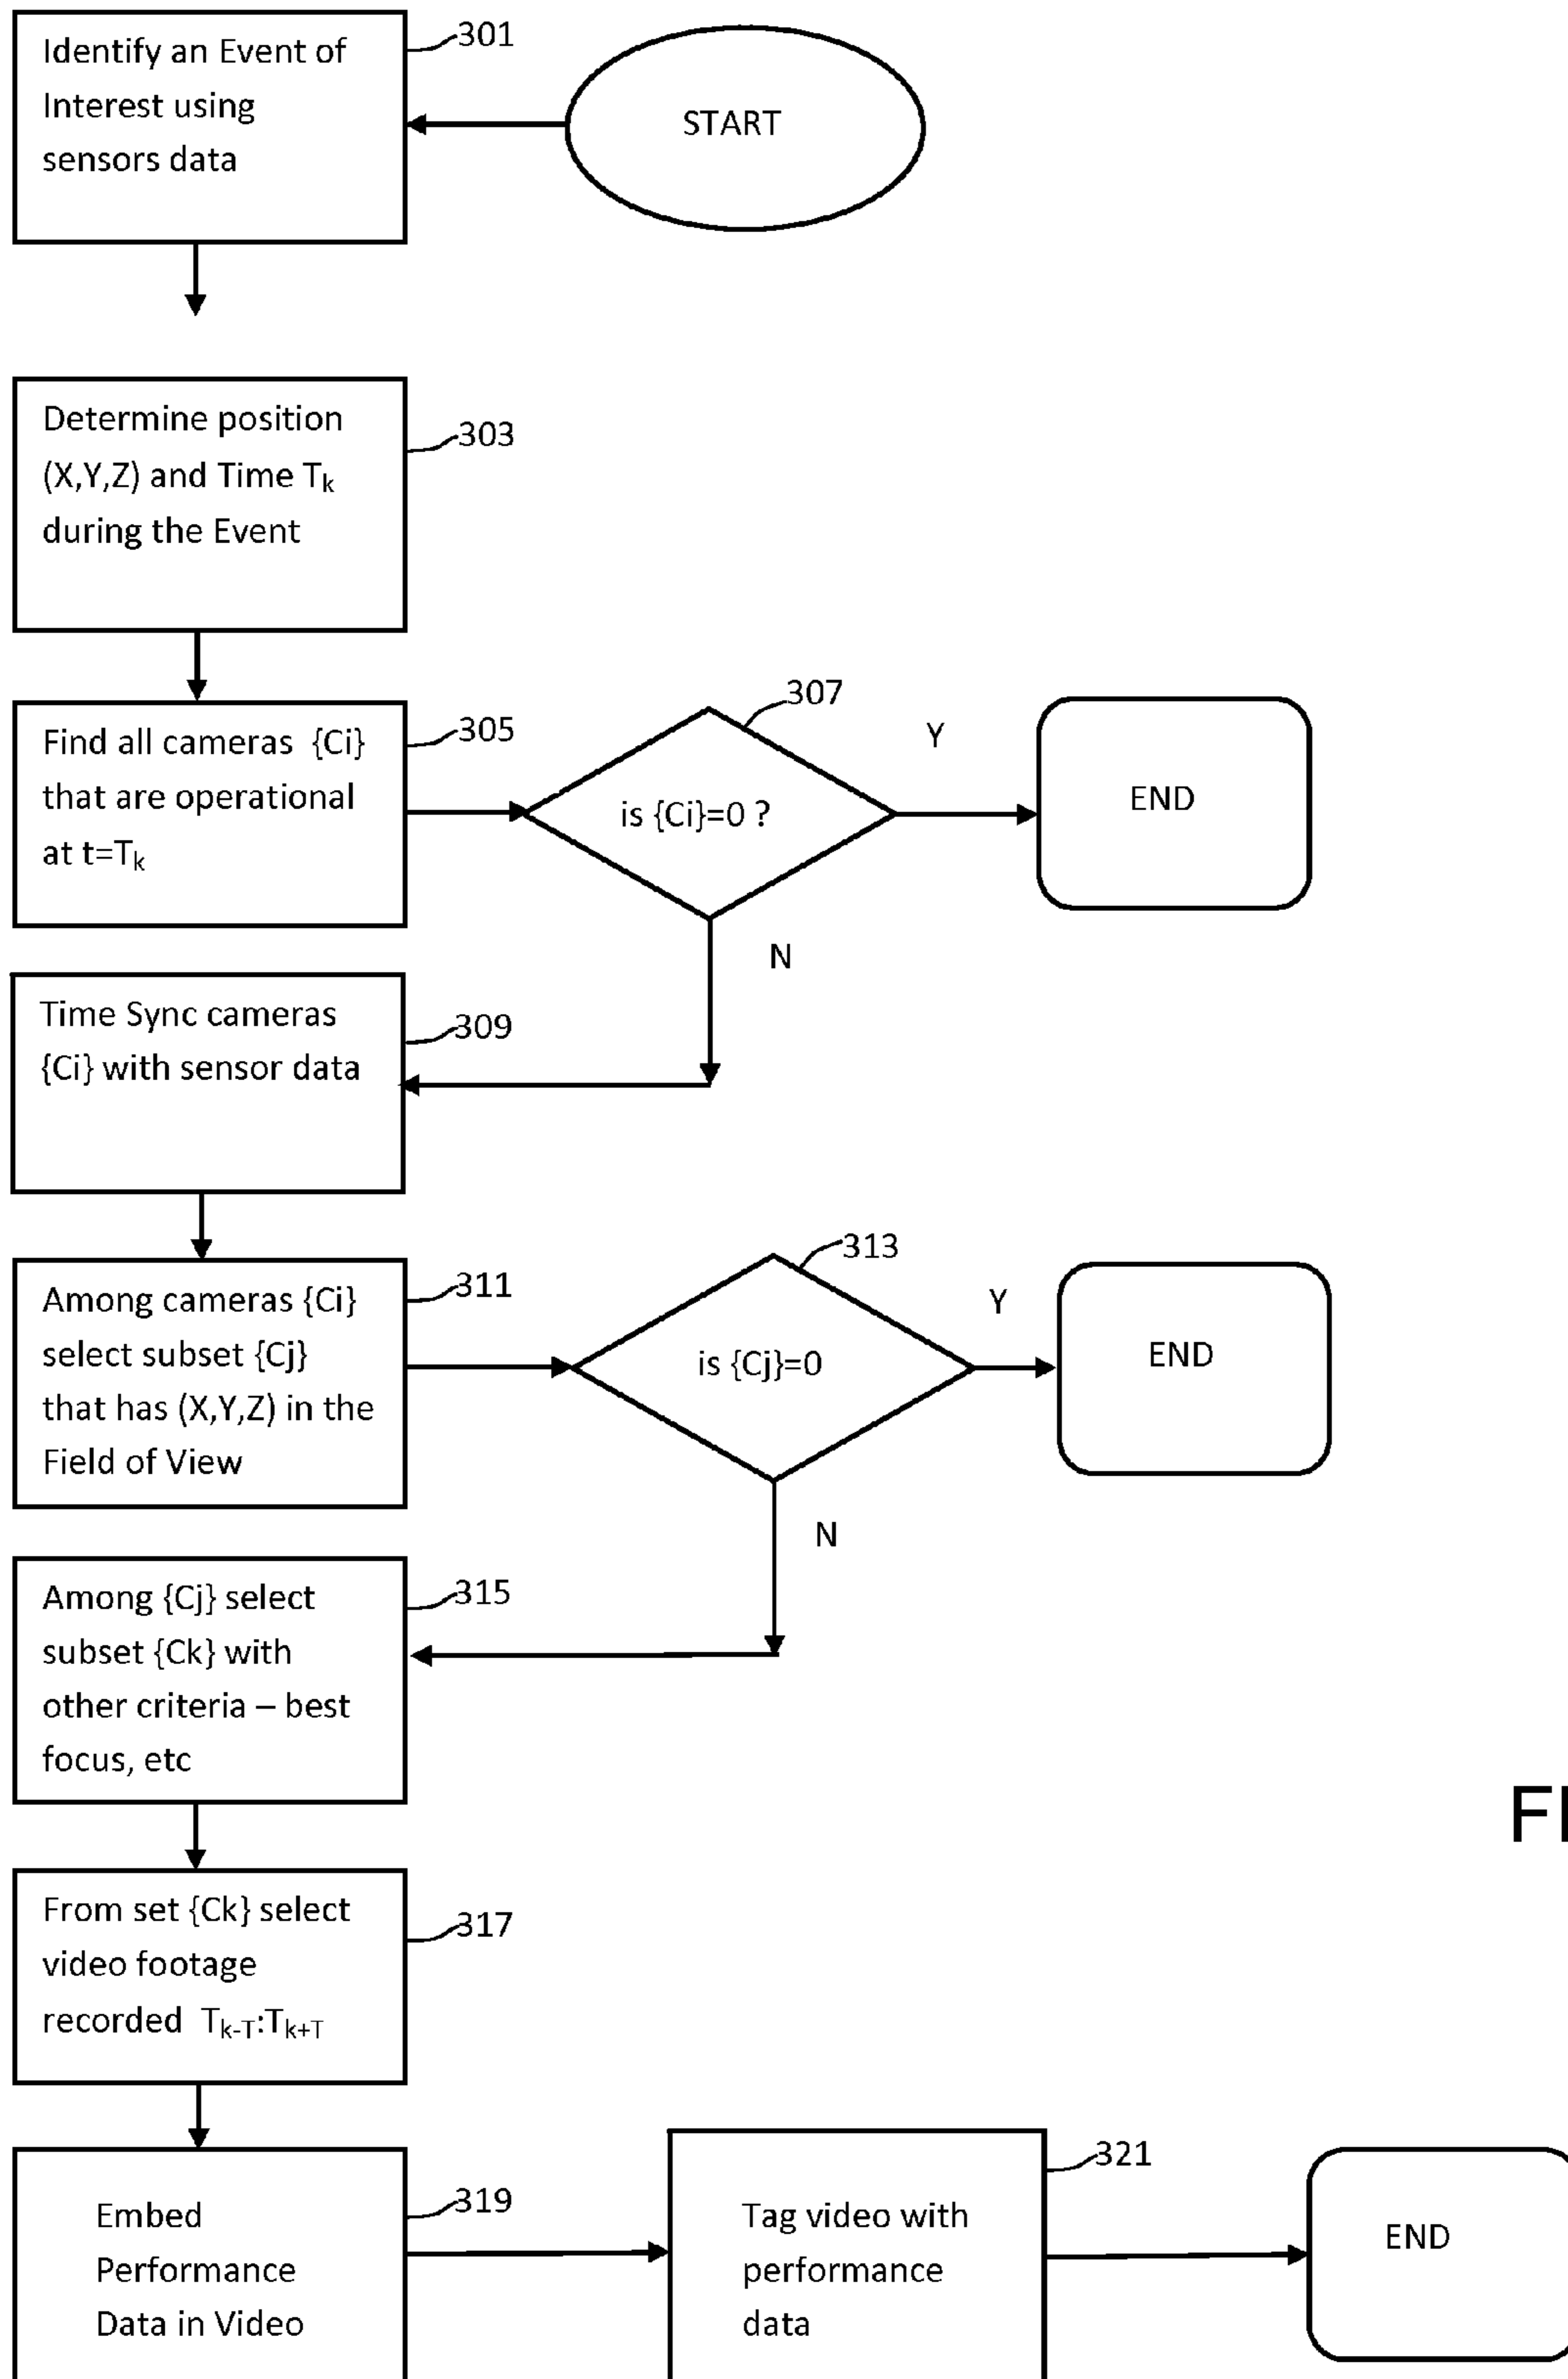 Identify an Event of
Interest using
sensors data
301
START
Determine position
(X,Y,Z) and Time Tk
during the Event
303
Find all cameras {Ci}
that are operational
at t=Tk
305
307
is {Ci}=0 ?
Y
END
N
Time Sync cameras
{Ci} with sensor data
309
Among cameras {Ci}
select subset {Cj}
that has (X,Y,Z) in the
Field of View
311
313
is {Cj}=0
Y
END
N
Among {Cj} select
subset {Ck} with
other criteria – best
focus, etc
315
From set {Ck} select
video footage
recorded Tk-T:Tk+T
317
Embed
Performance
Data in Video
319
Tag video with
performance
data
321
END